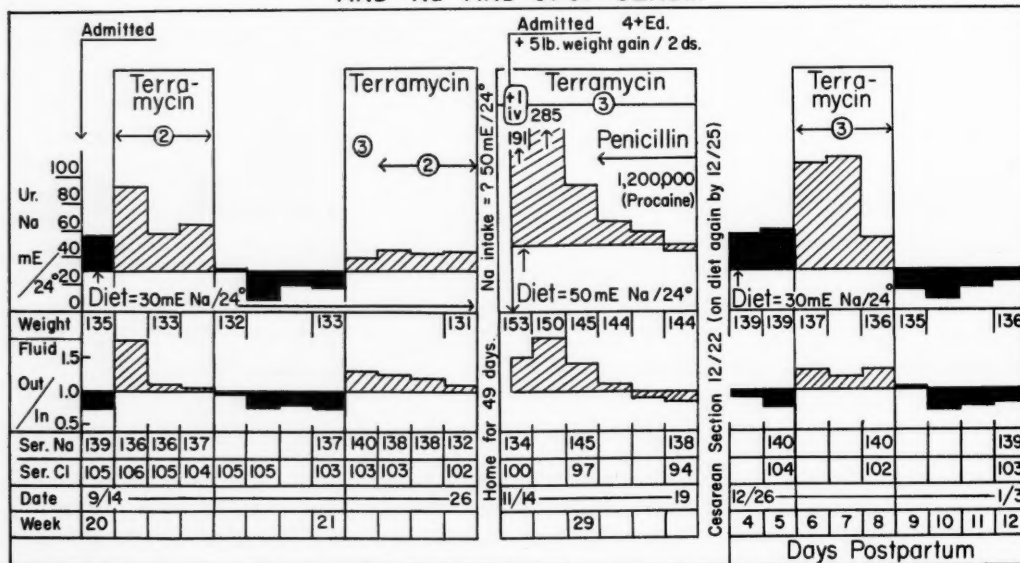 Admitted
Admitted 4+Ed.
+ 5 lb. weight gain / 2 ds.
Terra-
mycin
②
Terramycin
③
②
Terramycin
③
+1
iv
191
285
Penicillin
1,200,000
(Procaine)
Terra-
mycin
③
Ur.
Na
mE
/24°
100
80
60
40
20
0
Diet=30mE Na/24°
Home for 49 days. Na intake = ? 50mE/24°
Diet=50mE Na/24°
Cesarean Section 12/22 (on diet again by 12/25)
Diet=30mE Na/24°
Weight 135 133 132 133 131 153 150 145 144 144 139 139 137 136 135 136
Fluid
Out
/In
1.5
1.0
0.5
Ser. Na 139 136 136 137 137 140 138 138 132 134 145 138 140 140 139
Ser. Cl 105 106 105 104 105 105 103 103 103 102 100 97 94 104 102 103
Date 9/14 26 11/14 19 12/26 1/3
Week 20 21 29 4 5 6 7 8 9 10 11 12
Days Postpartum